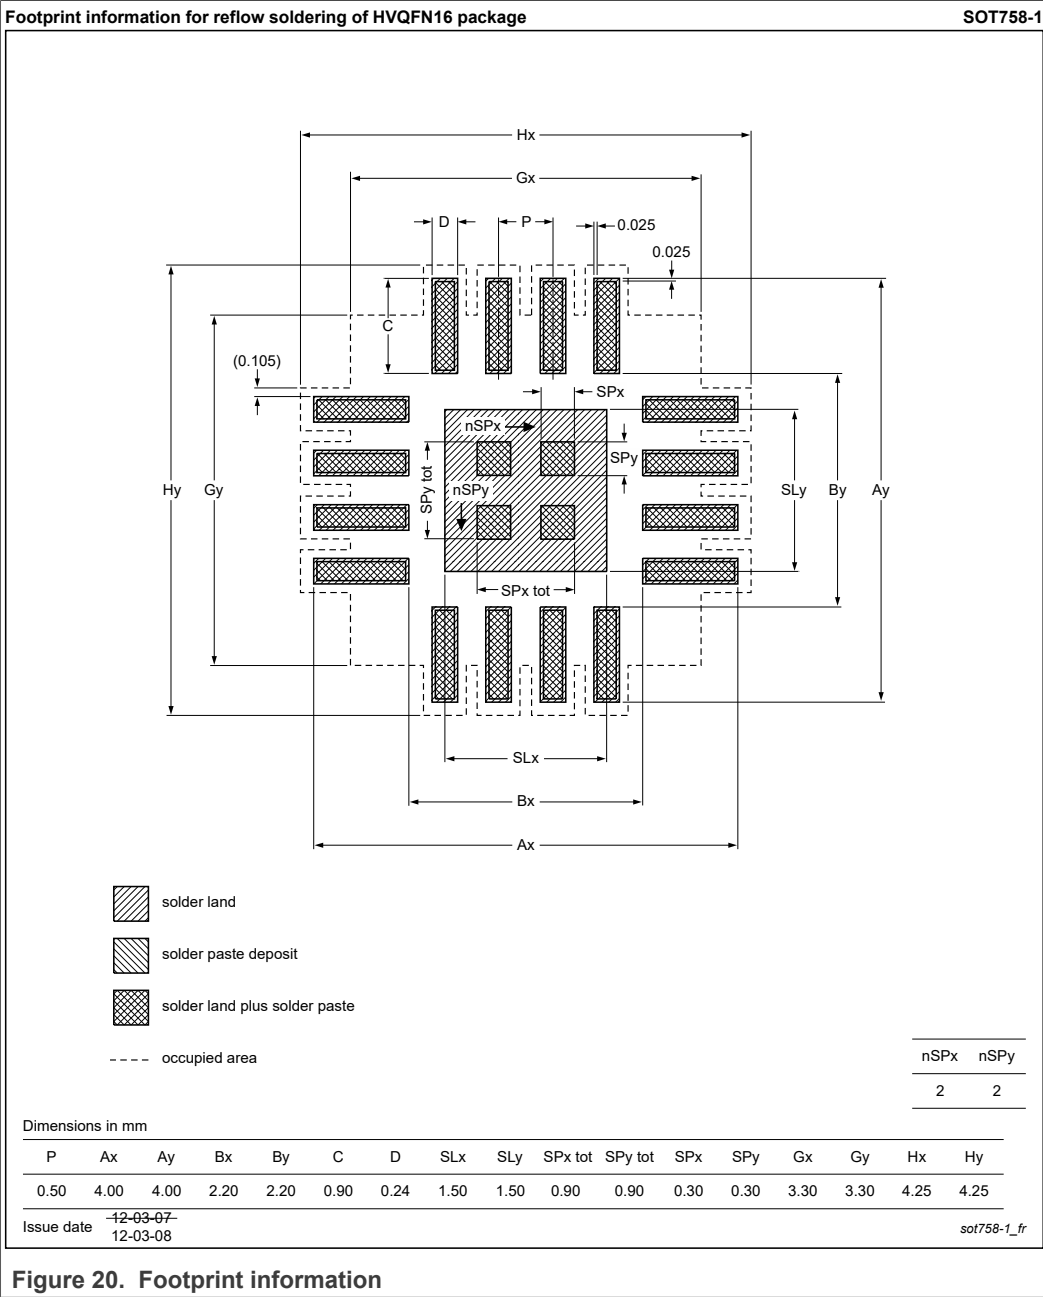 Footprint information for reflow soldering of HVQFN16 package SOT758-1
Hx
Gx
D P 0.025
0.025
C
(0.105)
SPx
nSPx
SPy
SPy tot
nSPy
Hy Gy SLy By Ay
SPx tot
SLx
Bx
Ax
solder land
solder paste deposit
solder land plus solder paste
occupied area
nSPx nSPy
2 2
Dimensions in mm
P Ax Ay Bx By C D SLx SLy SPx tot SPy tot SPx SPy Gx Gy Hx Hy
0.50 4.00 4.00 2.20 2.20 0.90 0.24 1.50 1.50 0.90 0.90 0.30 0.30 3.30 3.30 4.25 4.25
Issue date 12-03-07
12-03-08
sot758-1_fr
Figure 20. Footprint information